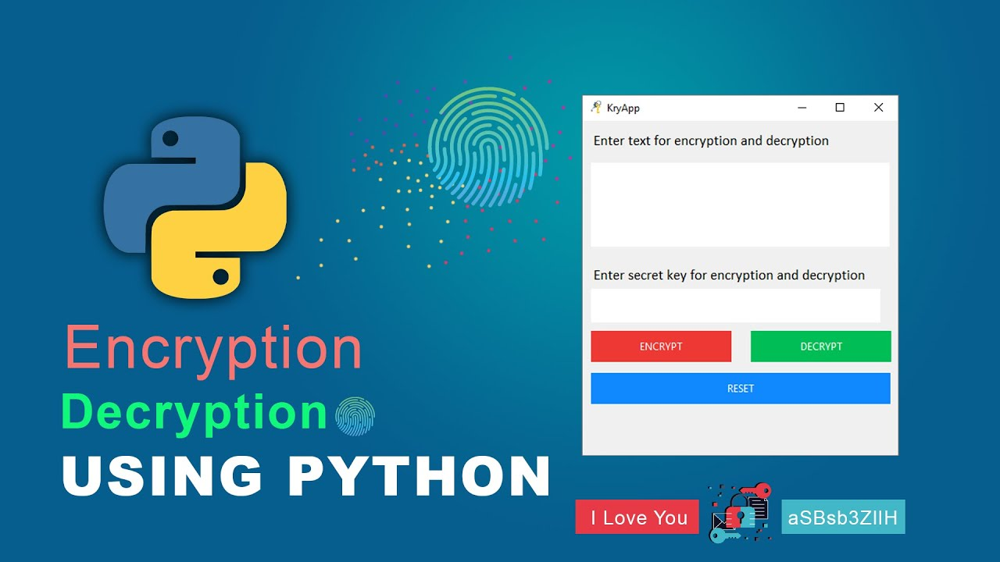 Encryption
Decryption
USING PYTHON
KryApp
Enter text for encryption and decryption
Enter secret key for encryption and decryption
ENCRYPT
DECRYPT
RESET
I Love You
aSBsb3ZlIH